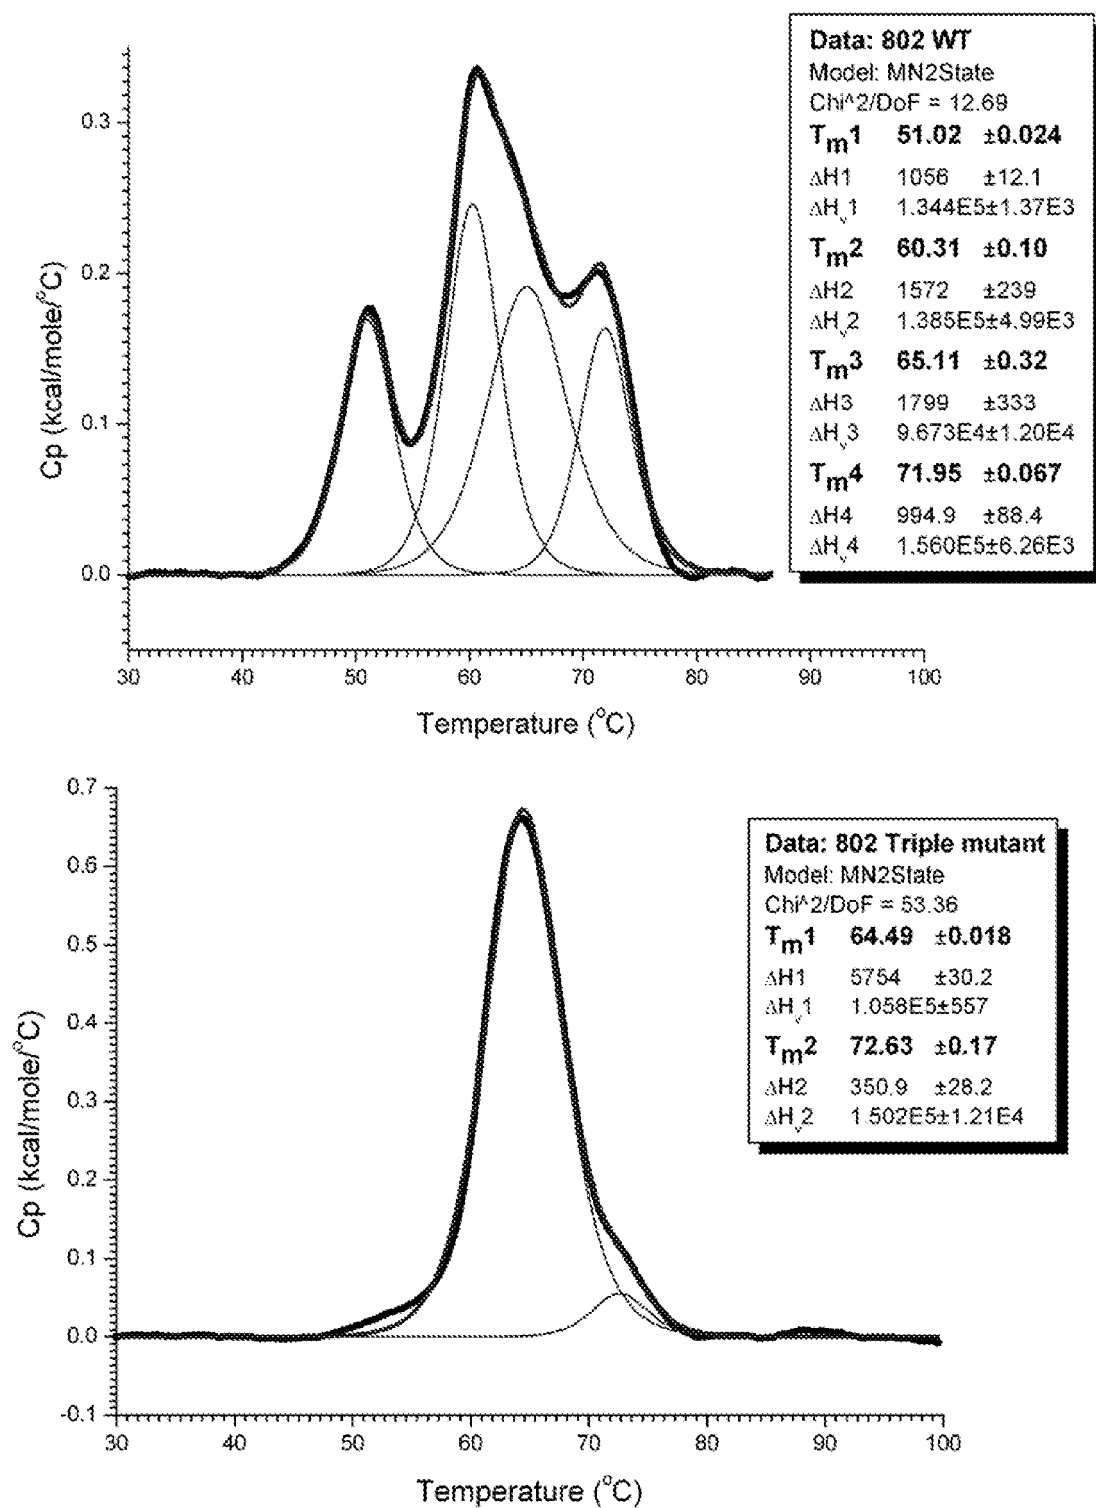 Data: 802 WT
Model: MN2State
Chi^2/DoF = 12.69
Tm1 51.02 ±0.024
ΔH1 1056 ±12.1
ΔHv1 1.344E5±1.37E3
Tm2 60.31 ±0.10
ΔH2 1572 ±239
ΔHv2 1.385E5±4.99E3
Tm3 65.11 ±0.32
ΔH3 1799 ±333
ΔHv3 9.673E4±1.20E4
Tm4 71.95 ±0.067
ΔH4 994.9 ±88.4
ΔHv4 1.560E5±6.26E3
Cp (kcal/mole/°C)
0.3
0.2
0.1
0.0
30 40 50 60 70 80 90 100
Temperature (°C)
Data: 802 Triple mutant
Model: MN2State
Chi^2/DoF = 53.36
Tm1 64.49 ±0.018
ΔH1 5754 ±30.2
ΔHv1 1.058E5±557
Tm2 72.63 ±0.17
ΔH2 350.9 ±28.2
ΔHv2 1.502E5±1.21E4
Cp (kcal/mole/°C)
0.7
0.6
0.5
0.4
0.3
0.2
0.1
0.0
-0.1
30 40 50 60 70 80 90 100
Temperature (°C)